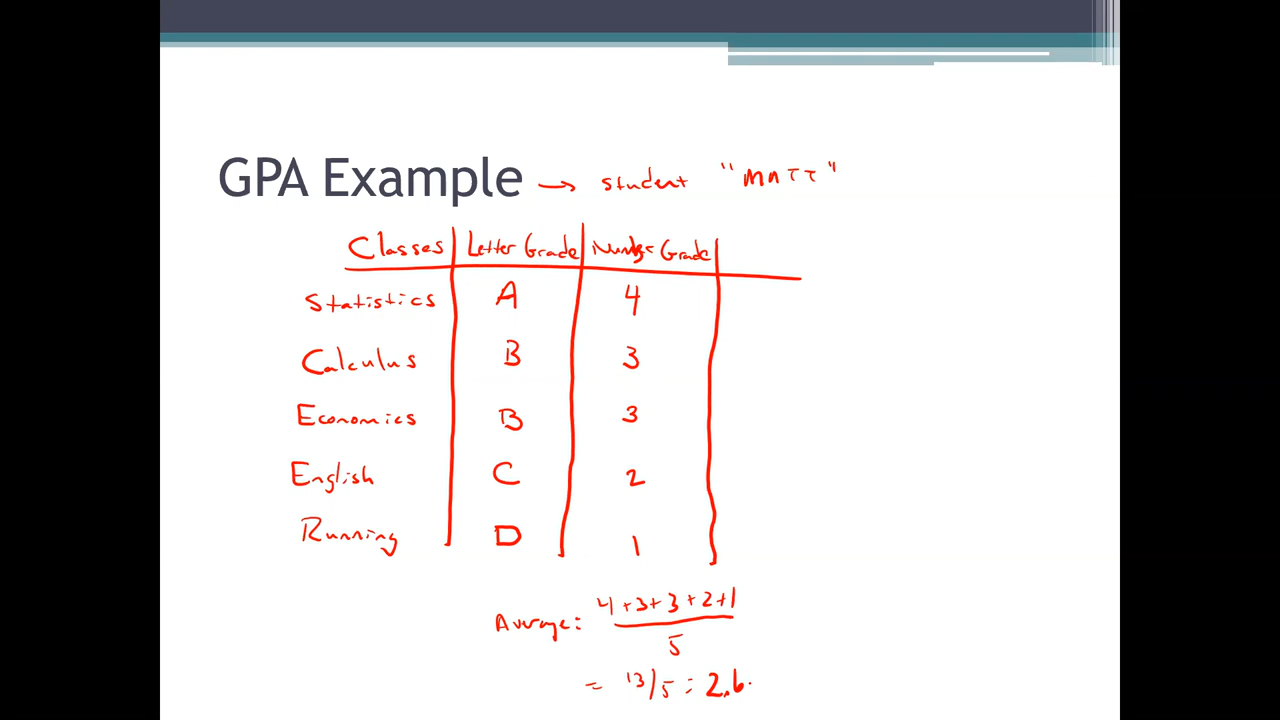 GPA Example → student "MATT"
Classes Letter Grade Number Grade
Statistics A 4
Calculus B 3
Economics B 3
English C 2
Running D 1
Average: 4+3+3+2+1
5
= 13/5 = 2.6